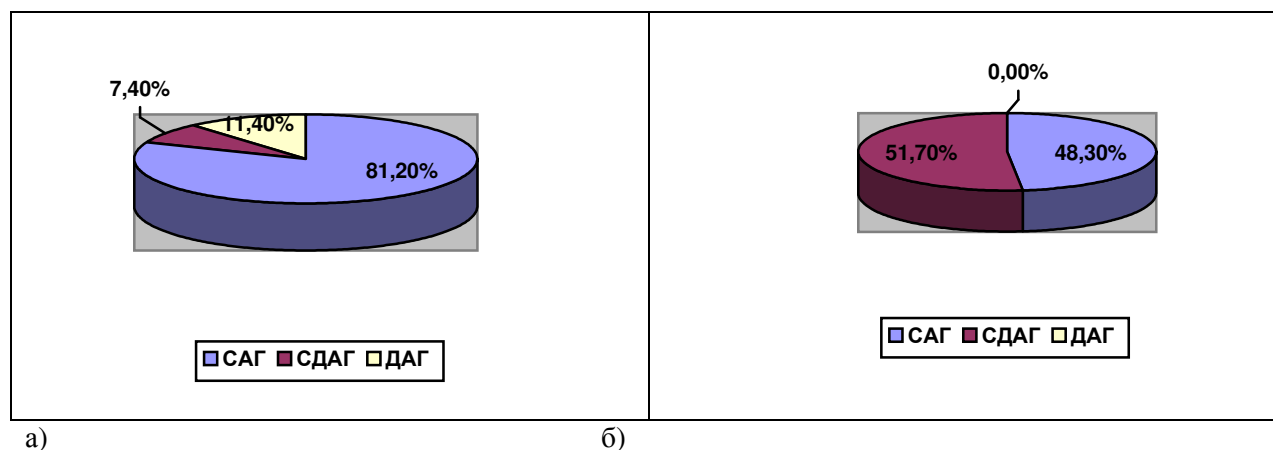 7,40%
11,40%
81,20%
САГ СДАГ ДАГ
0,00%
51,70% 48,30%
САГ СДАГ ДАГ
а) б)